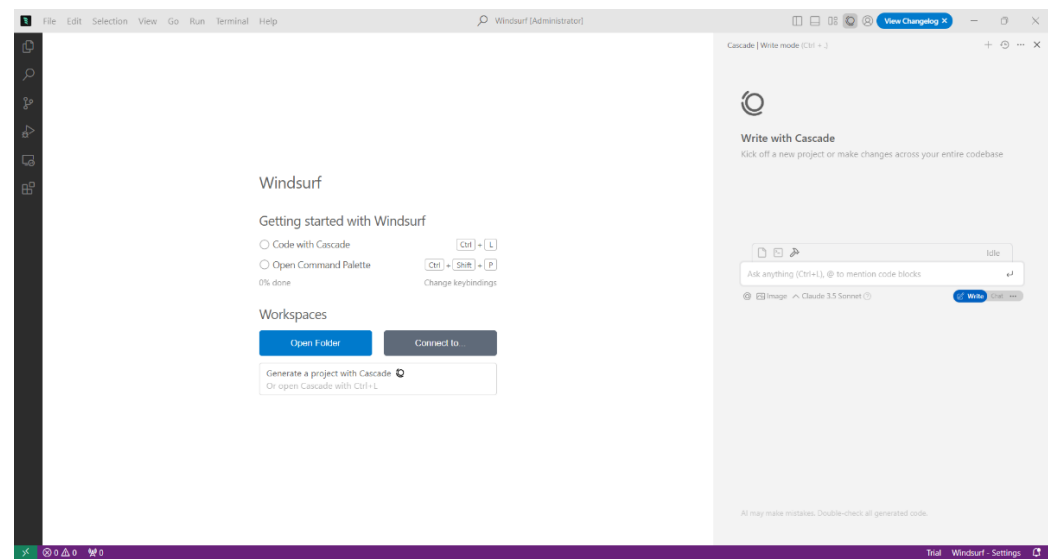 File Edit Selection View Go Run Terminal Help
Windsurf [Administrator]
View Changelog ×
Cascade | Write mode (Ctrl + .)
Write with Cascade
Kick off a new project or make changes across your entire codebase
Windsurf
Getting started with Windsurf
Code with Cascade Ctrl + L
Open Command Palette Ctrl + Shift + P
0% done Change keybindings
Workspaces
Open Folder Connect to...
Generate a project with Cascade
Or open Cascade with Ctrl+L
Idle
Ask anything (Ctrl+L), @ to mention code blocks
@ Image Claude 3.5 Sonnet
Write Chat
AI may make mistakes. Double-check all generated code.
0 0 0
Trial Windsurf - Settings